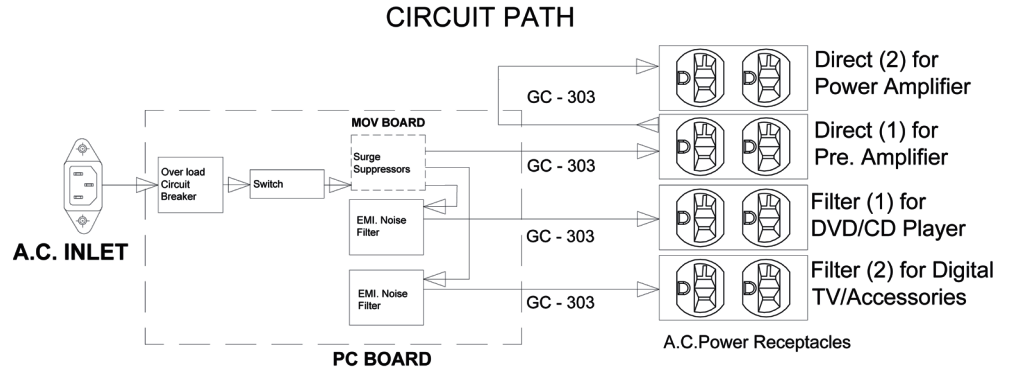 CIRCUIT PATH
Direct (2) for
Power Amplifier
GC - 303
MOV BOARD
Direct (1) for
Pre. Amplifier
Surge
Suppressors
GC - 303
Over load
Circuit
Breaker
Switch
A.C. INLET
EMI. Noise
Filter
Filter (1) for
DVD/CD Player
GC - 303
EMI. Noise
Filter
Filter (2) for Digital
TV/Accessories
GC - 303
A.C.Power Receptacles
PC BOARD